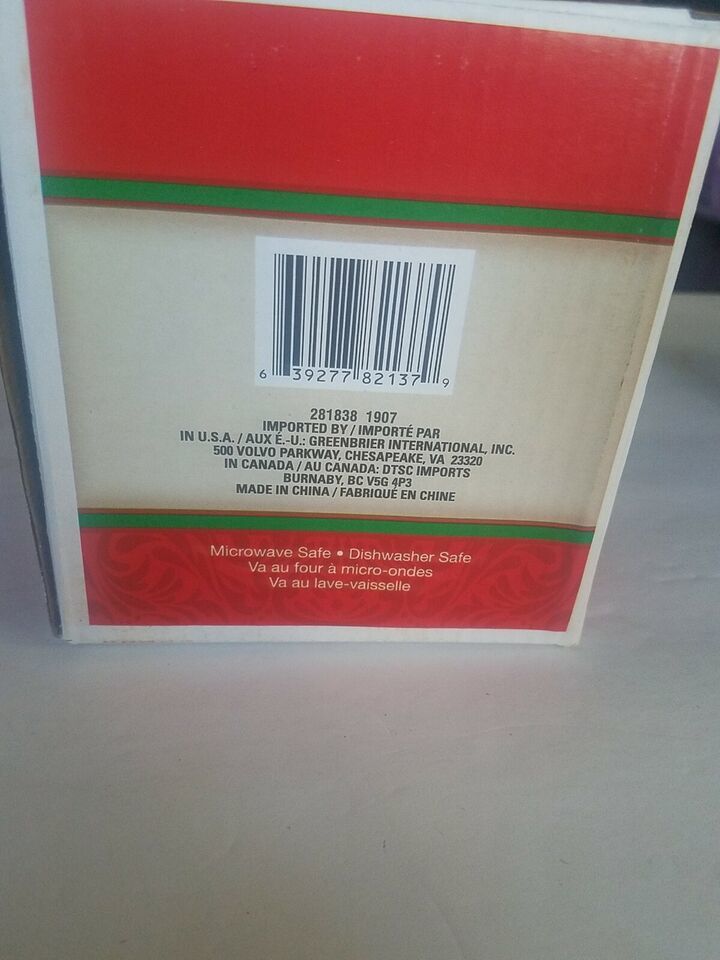 6 39277 82137 9
281838 1907
IMPORTED BY / IMPORTÉ PAR
IN U.S.A. / AUX É.-U.: GREENBRIER INTERNATIONAL, INC.
500 VOLVO PARKWAY, CHESAPEAKE, VA 23320
IN CANADA / AU CANADA: DTSC IMPORTS
BURNABY, BC V5G 4P3
MADE IN CHINA / FABRIQUÉ EN CHINE
Microwave Safe • Dishwasher Safe
Va au four à micro-ondes
Va au lave-vaisselle